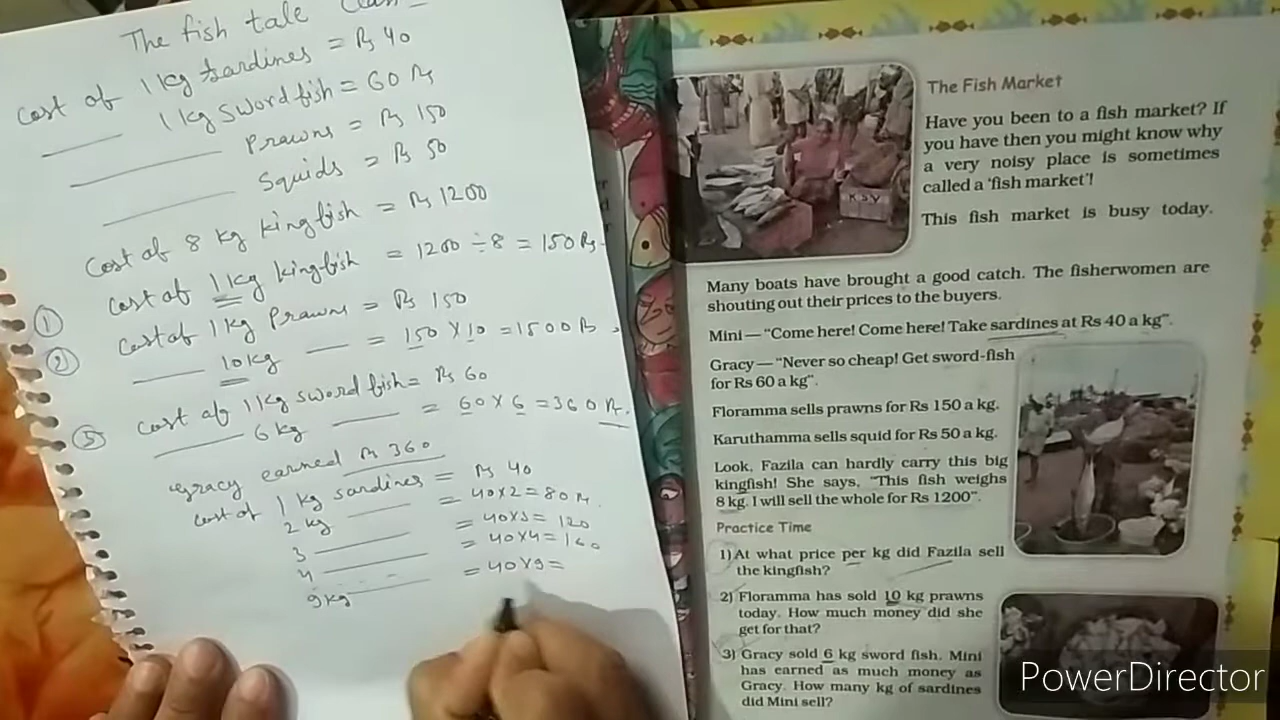 The fish tale
Cost of 1 kg sardines = Rs 40
1 kg sword fish = 60 Rs
Prawns = Rs 150
Squids = Rs 50
Cost of 8 kg kingfish = Rs 1200
① Cost of 1 kg kingfish = 1200 ÷ 8 = 150 Rs.
② Cost of 1 kg Prawns = Rs 150
10 kg = 150 × 10 = 1500 Rs
③ Cost of 1 kg sword fish = Rs 60
6 kg = 60 × 6 = 360 Rs.
Gracy earned Rs 360
Cost of 1 kg sardines = Rs 40
2 kg = 40×2 = 80 Rs.
3 = 40×3 = 120
4 = 40×4 = 160
9 kg = 40×9 =
The Fish Market
Have you been to a fish market? If
you have then you might know why
a very noisy place is sometimes
called a 'fish market'!
This fish market is busy today.
Many boats have brought a good catch. The fisherwomen are
shouting out their prices to the buyers.
Mini — "Come here! Come here! Take sardines at Rs 40 a kg".
Gracy — "Never so cheap! Get sword-fish
for Rs 60 a kg".
Floramma sells prawns for Rs 150 a kg.
Karuthamma sells squid for Rs 50 a kg.
Look, Fazila can hardly carry this big
kingfish! She says, "This fish weighs
8 kg. I will sell the whole for Rs 1200".
Practice Time
1) At what price per kg did Fazila sell
the kingfish?
2) Floramma has sold 10 kg prawns
today. How much money did she
get for that?
3) Gracy sold 6 kg sword fish. Mini
has earned as much money as
Gracy. How many kg of sardines
did Mini sell?
PowerDirector